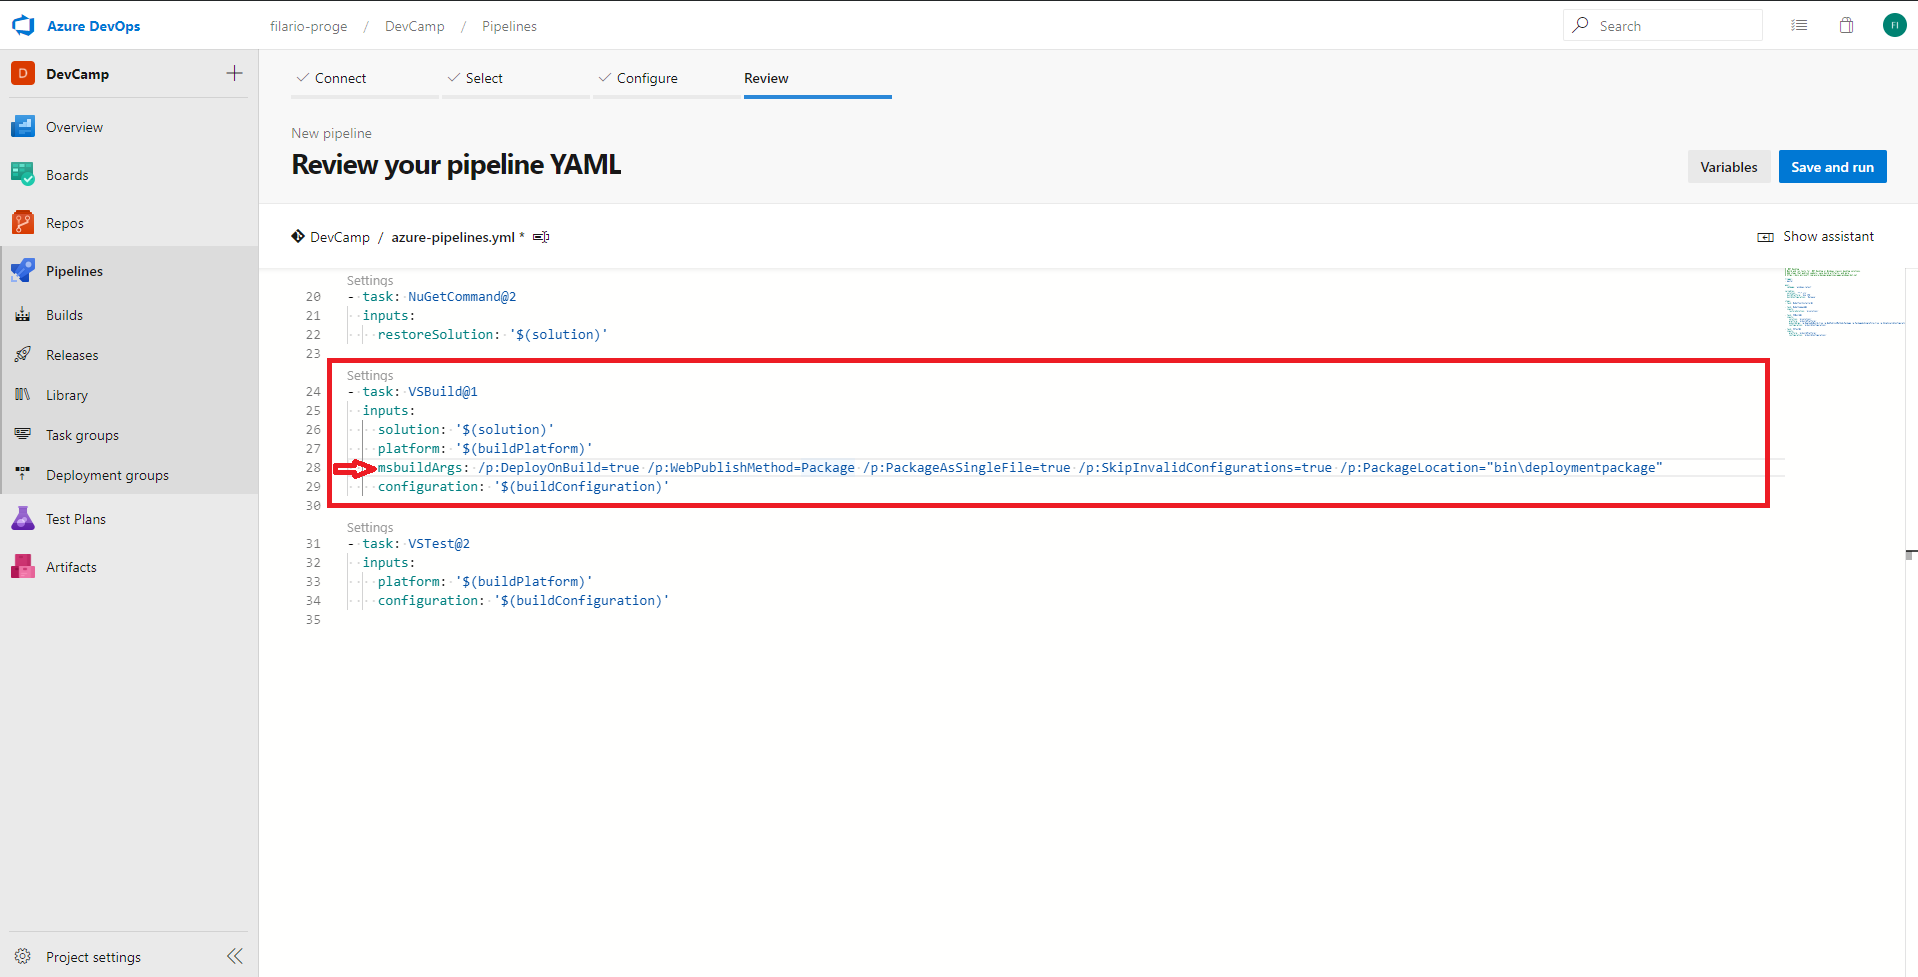 Azure DevOps
filario-proge / DevCamp / Pipelines
Search
FI
D DevCamp
Overview
Boards
Repos
Pipelines
Builds
Releases
Library
Task groups
Deployment groups
Test Plans
Artifacts
Project settings
Connect
Select
Configure
Review
New pipeline
Review your pipeline YAML
Variables
Save and run
DevCamp / azure-pipelines.yml *
Show assistant
Settings
20 - task: NuGetCommand@2
21 inputs:
22 restoreSolution: '$(solution)'
23
Settings
24 - task: VSBuild@1
25 inputs:
26 solution: '$(solution)'
27 platform: '$(buildPlatform)'
28 msbuildArgs: /p:DeployOnBuild=true /p:WebPublishMethod=Package /p:PackageAsSingleFile=true /p:SkipInvalidConfigurations=true /p:PackageLocation="bin\deploymentpackage"
29 configuration: '$(buildConfiguration)'
30
Settings
31 - task: VSTest@2
32 inputs:
33 platform: '$(buildPlatform)'
34 configuration: '$(buildConfiguration)'
35